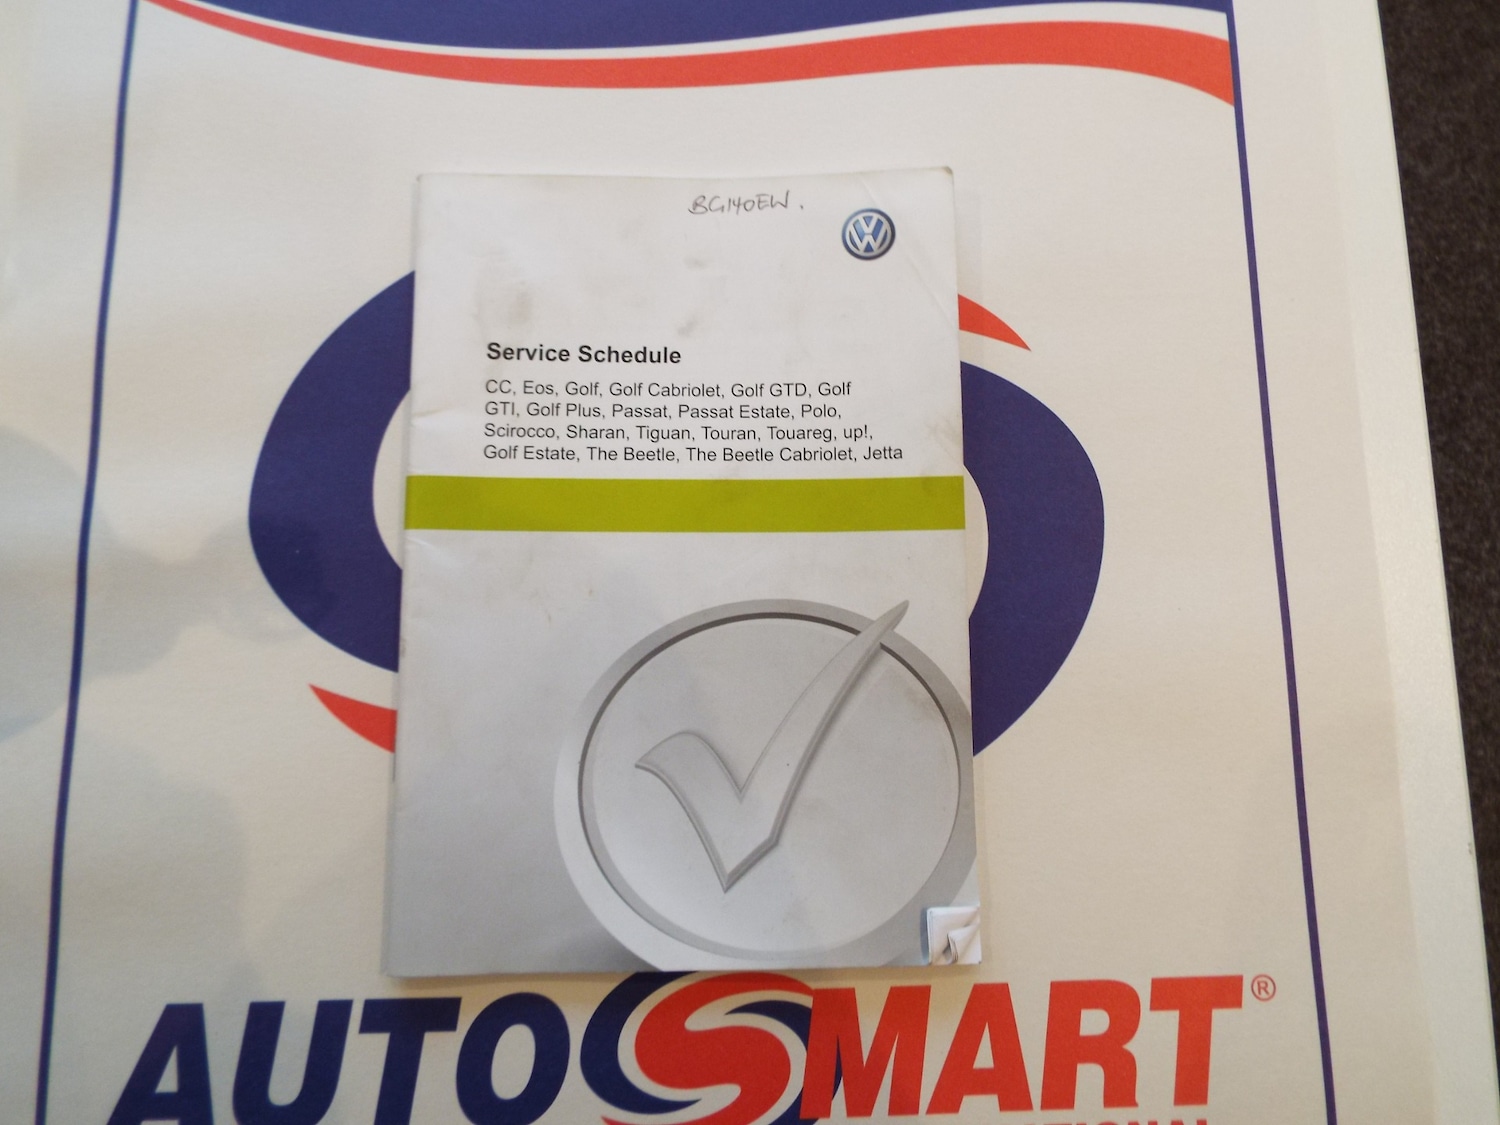 BG140EW.
Service Schedule
CC, Eos, Golf, Golf Cabriolet, Golf GTD, Golf
GTI, Golf Plus, Passat, Passat Estate, Polo,
Scirocco, Sharan, Tiguan, Touran, Touareg, up!,
Golf Estate, The Beetle, The Beetle Cabriolet, Jetta
AUTOSMART®